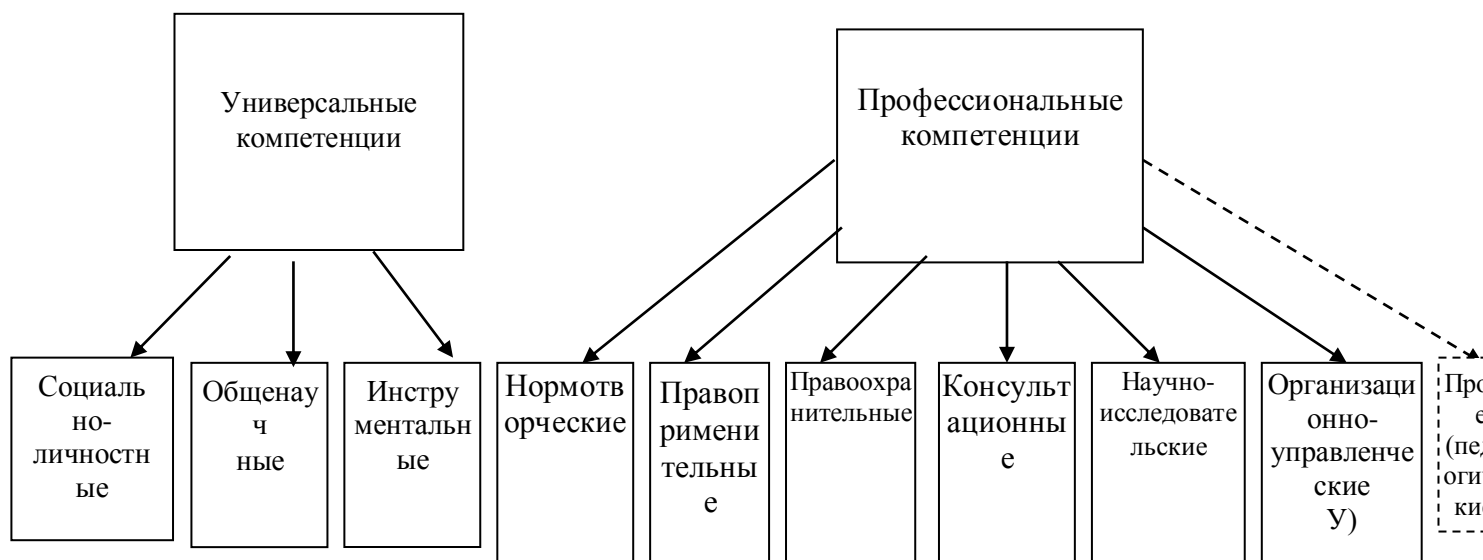 Универсальные
компетенции
Профессиональные
компетенции
Социаль
но-
личностн
ые
Общенау
ч
ные
Инстру
ментальн
ые
Нормотв
орческие
Правоп
римени
тельны
е
Правоохра
нительные
Консульт
ационны
е
Научно-
исследовате
льские
Организаци
онно-
управленче
ские
У)